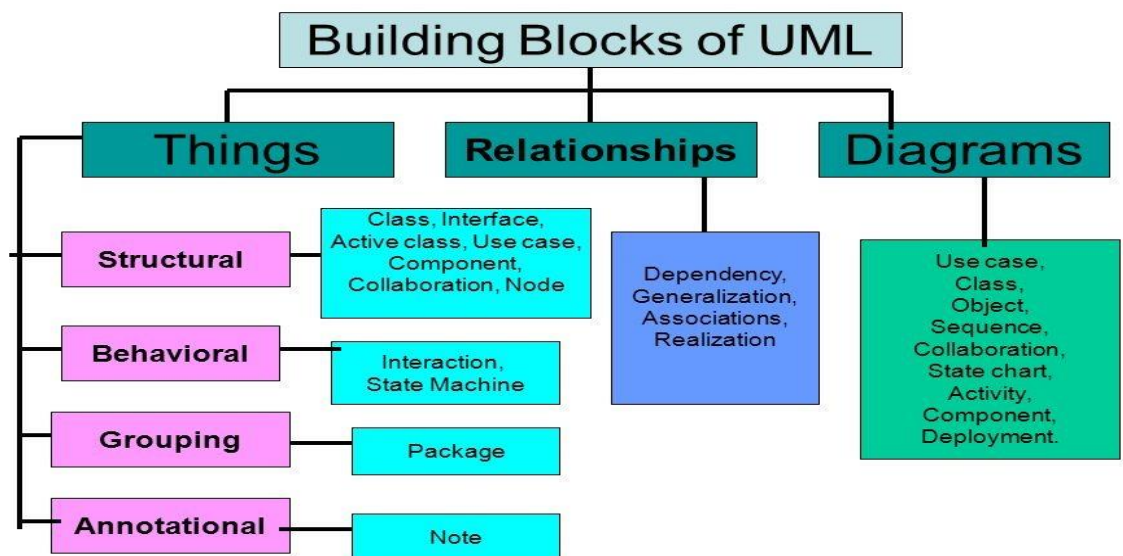 Building Blocks of UML
Things
Relationships
Diagrams
Structural
Class, Interface,
Active class, Use case,
Component,
Collaboration, Node
Behavioral
Interaction,
State Machine
Grouping
Package
Annotational
Note
Dependency,
Generalization,
Associations,
Realization
Use case,
Class,
Object,
Sequence,
Collaboration,
State chart,
Activity,
Component,
Deployment.